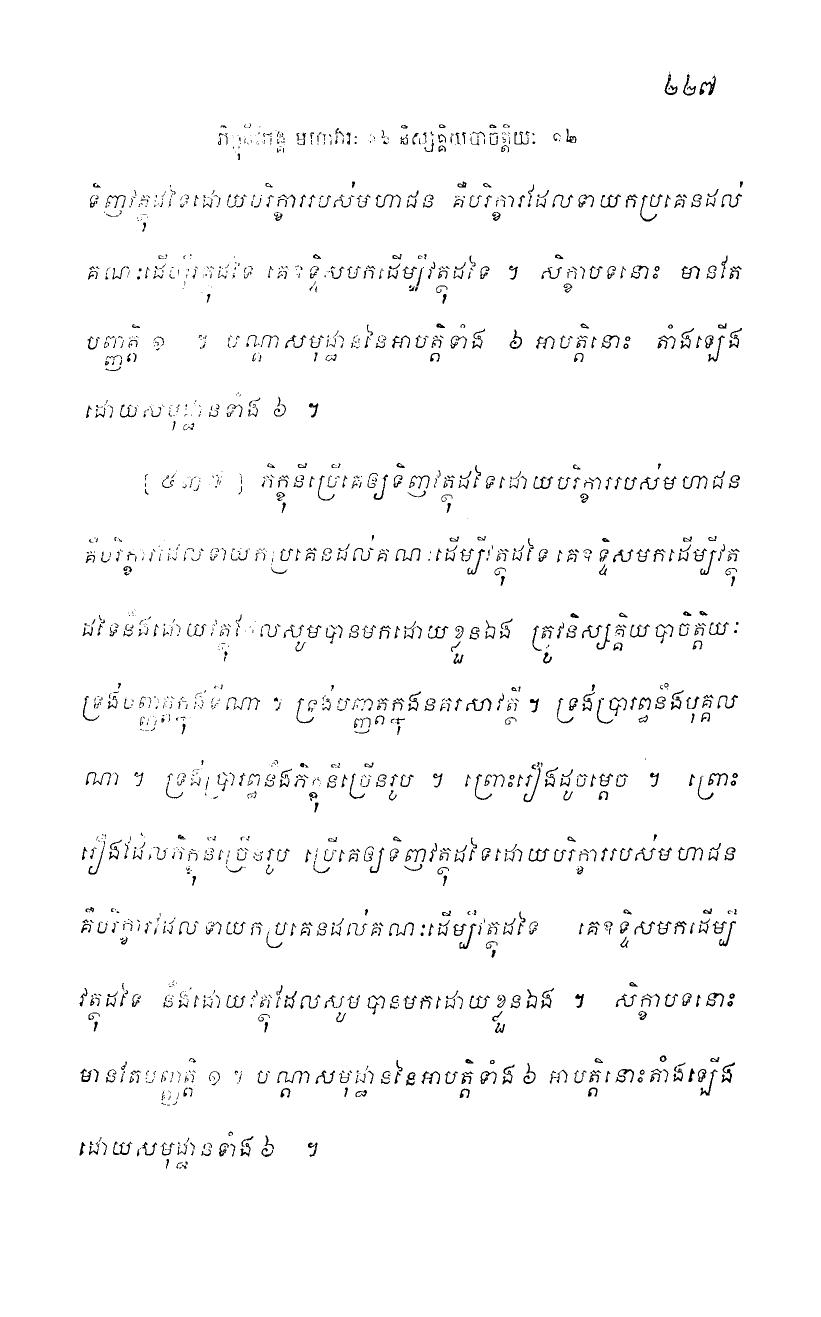 ២២៧
ភិក្ខុនីវិភង្គ មហាវារៈ ១៦ និស្សគ្គិយបាចិត្តិយៈ ១២
ទិញវត្ថុដទៃដោយបរិក្ខាររបស់មហាជន គឺបរិក្ខារដែលទាយកប្រគេនដល់
គណៈដើម្បីវត្ថុដទៃ គេឧទ្ទិសមកដើម្បីវត្ថុដទៃ ។ សិក្ខាបទនោះ មានតែ
បញ្ញត្តិ ១ ។ បណ្តាសមុដ្ឋាននៃអាបត្តិទាំង ៦ អាបត្តិនោះ តាំងឡើង
ដោយសមុដ្ឋានទាំង ៦ ។
ភិក្ខុនីប្រើគេឲ្យទិញវត្ថុដទៃដោយបរិក្ខាររបស់មហាជន
គឺបរិក្ខារដែលទាយកប្រគេនដល់គណៈដើម្បីវត្ថុដទៃ គេឧទ្ទិសមកដើម្បីវត្ថុ
ដទៃនឹងដោយវត្ថុដែលសូមបានមកដោយខ្លួនឯង ត្រូវនិស្សគ្គិយបាចិត្តិយៈ
ទ្រង់បញ្ញត្តក្នុងទីណា ។ ទ្រង់បញ្ញត្តក្នុងនគរសាវត្ថី ។ ទ្រង់ប្រារព្ធនឹងបុគ្គល
ណា ។ ទ្រង់ប្រារព្ធនឹងភិក្ខុនីច្រើនរូប ។ ព្រោះរឿងដូចម្តេច ។ ព្រោះ
រឿងដែលភិក្ខុនីច្រើនរូប ប្រើគេឲ្យទិញវត្ថុដទៃដោយបរិក្ខាររបស់មហាជន
គឺបរិក្ខារដែលទាយកប្រគេនដល់គណៈដើម្បីវត្ថុដទៃ គេឧទ្ទិសមកដើម្បី
វត្ថុដទៃ នឹងដោយវត្ថុដែលសូមបានមកដោយខ្លួនឯង ។ សិក្ខាបទនោះ
មានតែបញ្ញត្តិ ១ ។ បណ្តាសមុដ្ឋាននៃអាបត្តិទាំង ៦ អាបត្តិនោះតាំងឡើង
ដោយសមុដ្ឋានទាំង ៦ ។